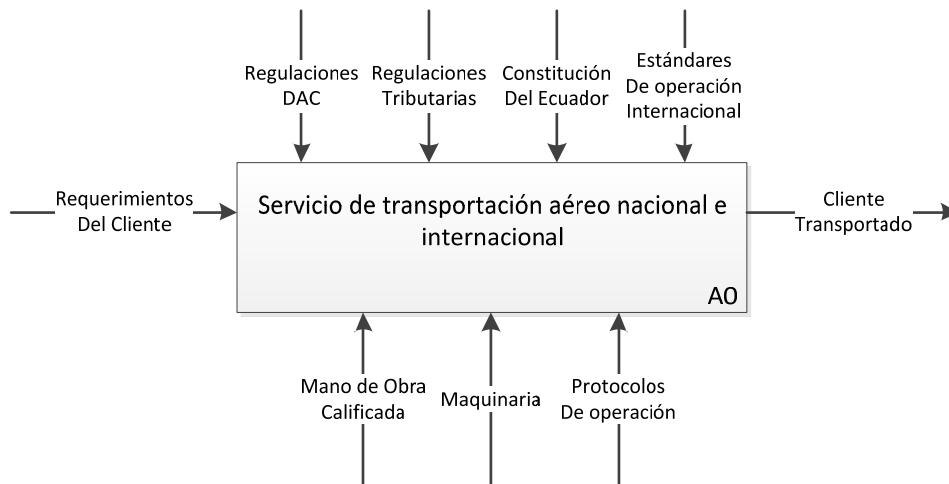 Regulaciones
DAC
Regulaciones
Tributarias
Constitución
Del Ecuador
Estándares
De operación
Internacional
Requerimientos
Del Cliente
Servicio de transportación aéreo nacional e
internacional
A0
Cliente
Transportado
Mano de Obra
Calificada
Maquinaria
Protocolos
De operación